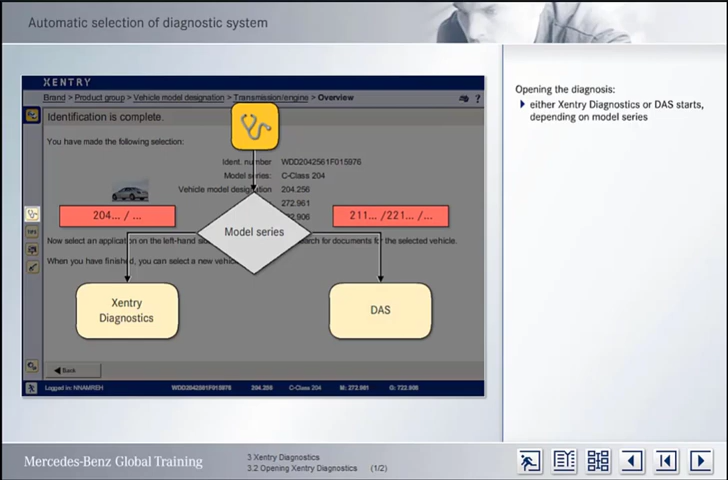 Automatic selection of diagnostic system
XENTRY
Brand > Product group > Vehicle model designation > Transmission/engine > Overview
?
Identification is complete.
You have made the following selection:
Ident. number WDD2042561F015976
Model series: C-Class 204
Vehicle model designation 204.256
272.961
204... / ...
211... /221... /...
Model series
Now select an application on the left-hand
for documents for the selected vehicle.
When you have finished, you can select a new
Xentry
Diagnostics
DAS
TIPS
Back
Logged in: NNAMREH 204.256 C-Class 204 M: 272.961 G: 722.906
Opening the diagnosis:
either Xentry Diagnostics or DAS starts,
depending on model series
Mercedes-Benz Global Training
3 Xentry Diagnostics
3.2 Opening Xentry Diagnostics (1/2)